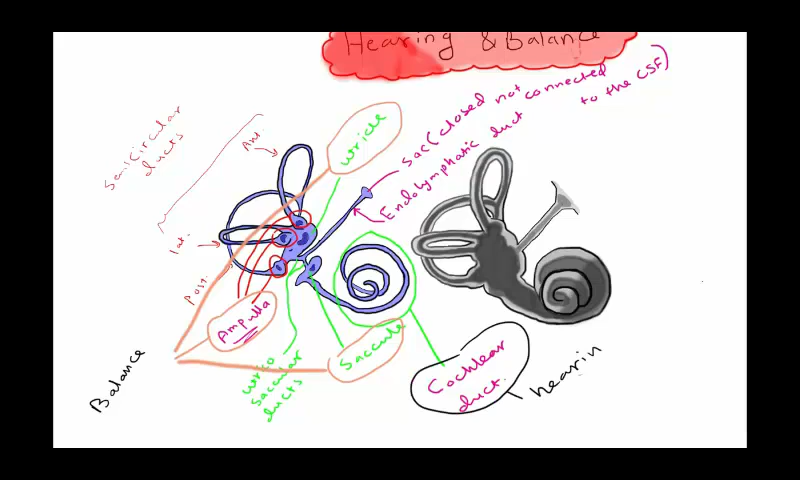 Hearing & Balance
Semicircular
ducts
Ant
Utricle
Sac (closed not connected
to the CSF)
Endolymphatic duct
lat.
Post.
Ampulla
Saccule
utriculo
saccular
ducts
Cochlear
duct.
hearin
Balance